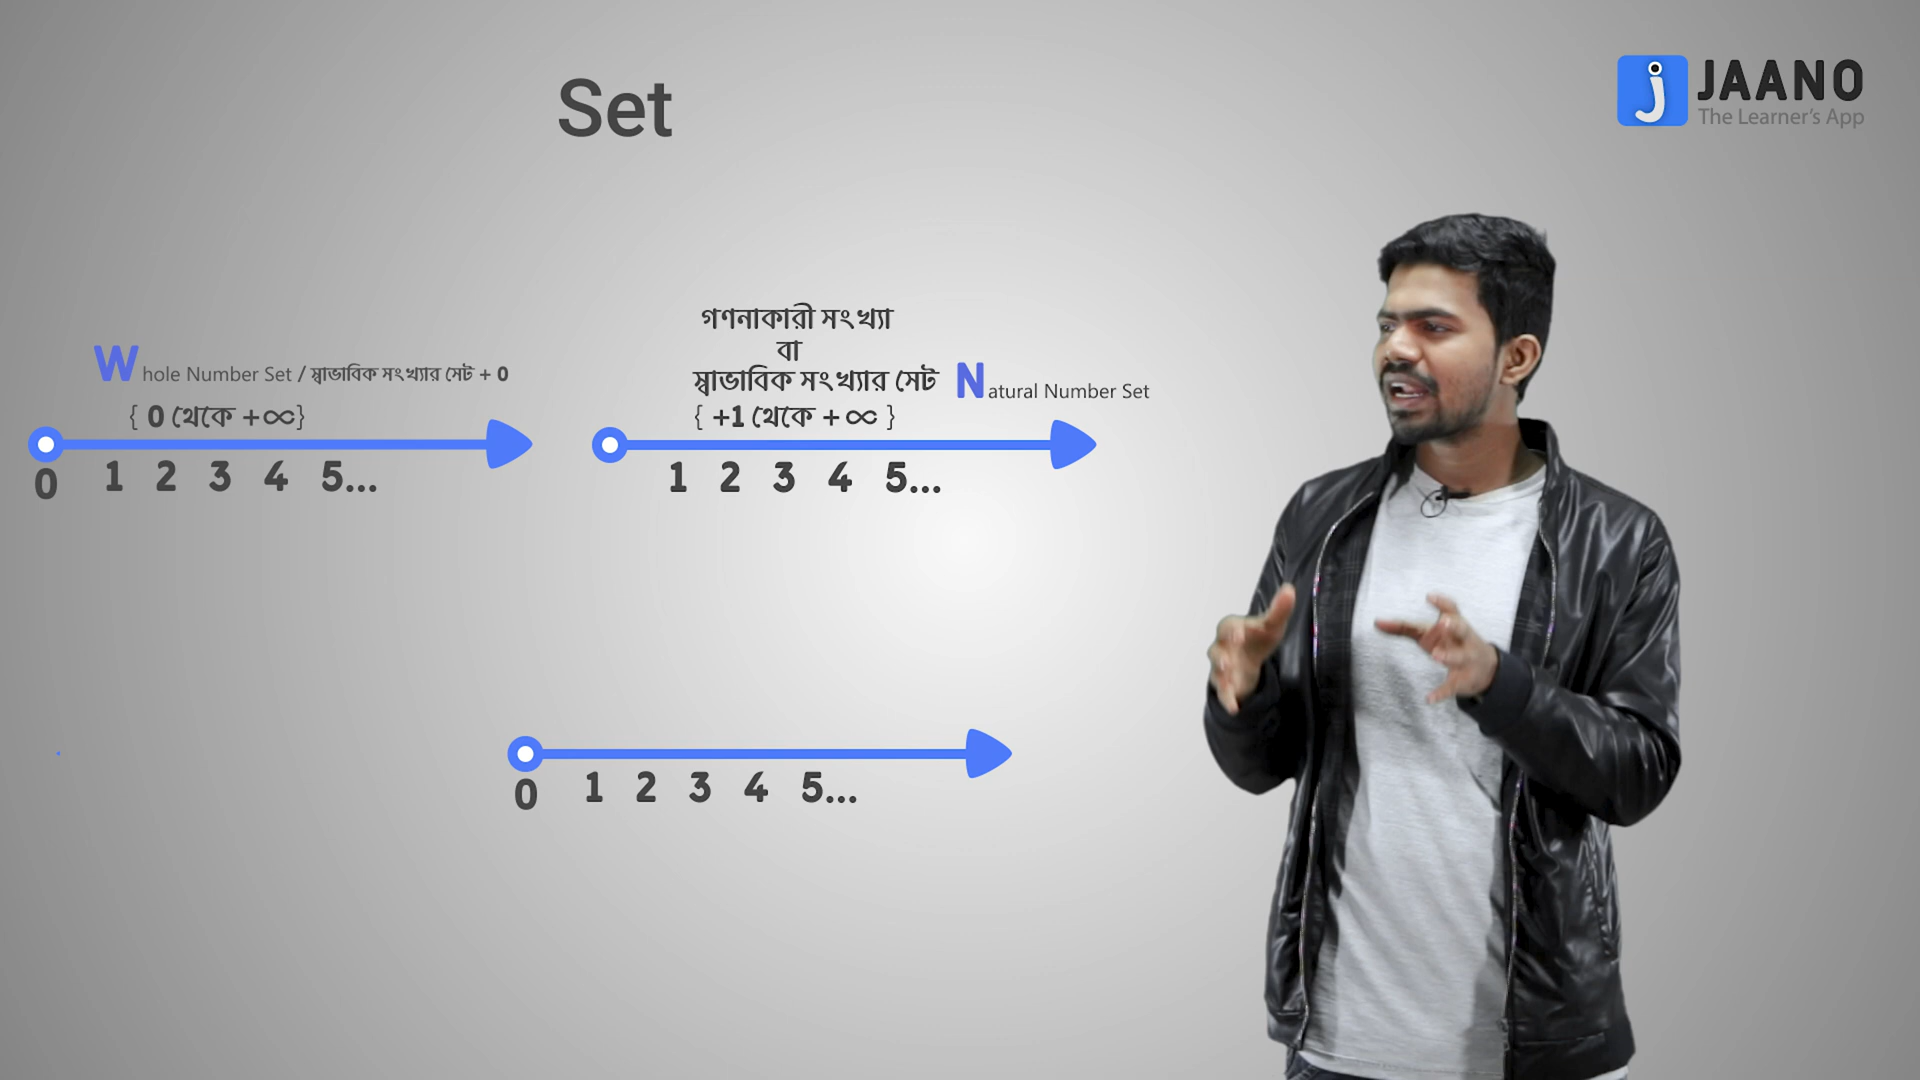 Set
JAANO
The Learner's App
Whole Number Set / স্বাভাবিক সংখ্যার সেট + 0
{ 0 থেকে +∞}
0 1 2 3 4 5...
গণনাকারী সংখ্যা
বা
স্বাভাবিক সংখ্যার সেট Natural Number Set
{ +1 থেকে + ∞ }
1 2 3 4 5...
0 1 2 3 4 5...